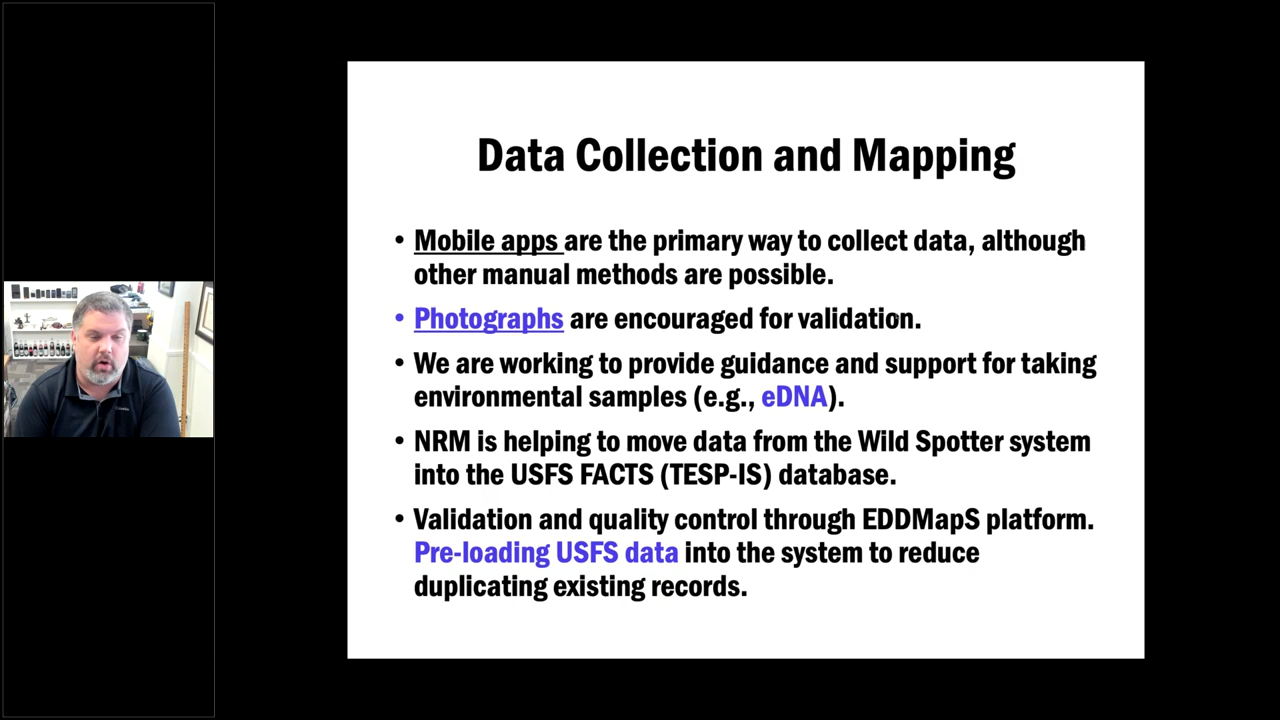 Data Collection and Mapping
• Mobile apps are the primary way to collect data, although
other manual methods are possible.
• Photographs are encouraged for validation.
• We are working to provide guidance and support for taking
environmental samples (e.g., eDNA).
• NRM is helping to move data from the Wild Spotter system
into the USFS FACTS (TESP-IS) database.
• Validation and quality control through EDDMapS platform.
Pre-loading USFS data into the system to reduce
duplicating existing records.